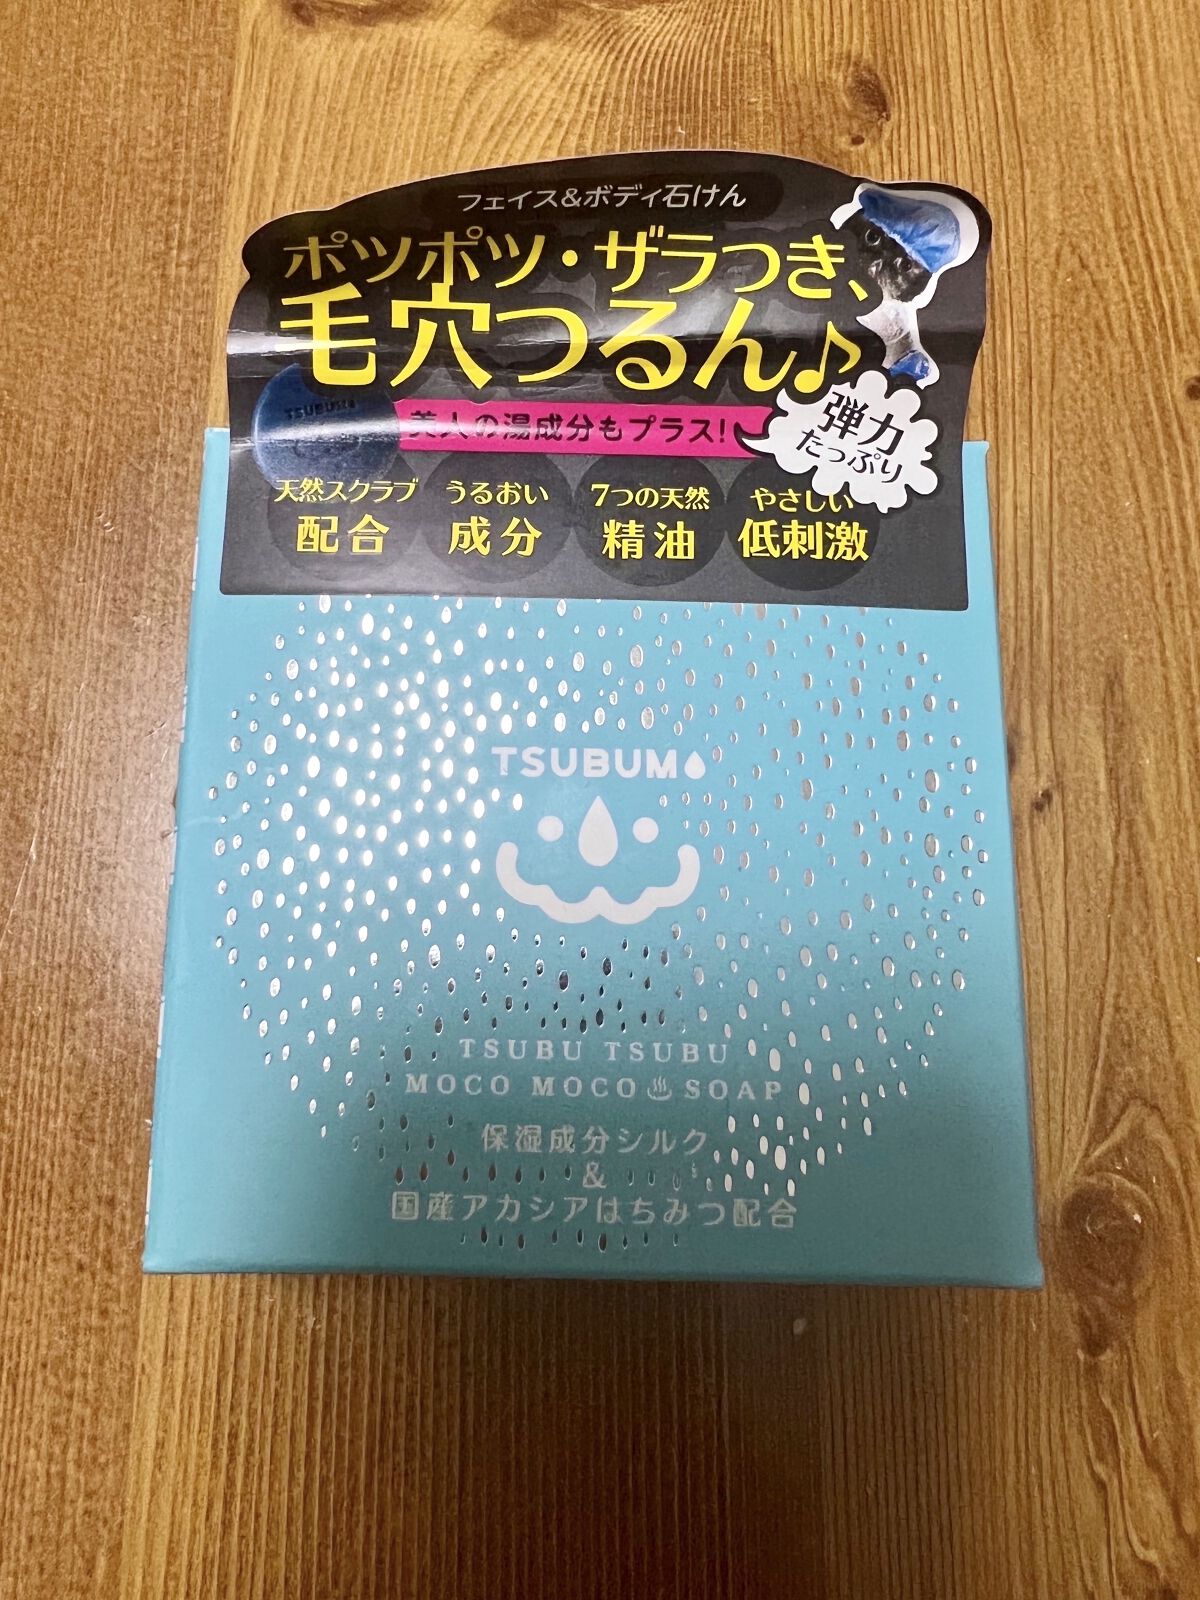 フェイス&ボディ石けん
ポツポツ・ザラつき、
毛穴つるん♪
TSUBUMO
美人の湯成分もプラス!
弾力
たっぷり
天然スクラブ
配合
うるおい
成分
7つの天然
精油
やさしい
低刺激
TSUBUM
TSUBU TSUBU
MOCO MOCO♨SOAP
保湿成分シルク
&
国産アカシアはちみつ配合